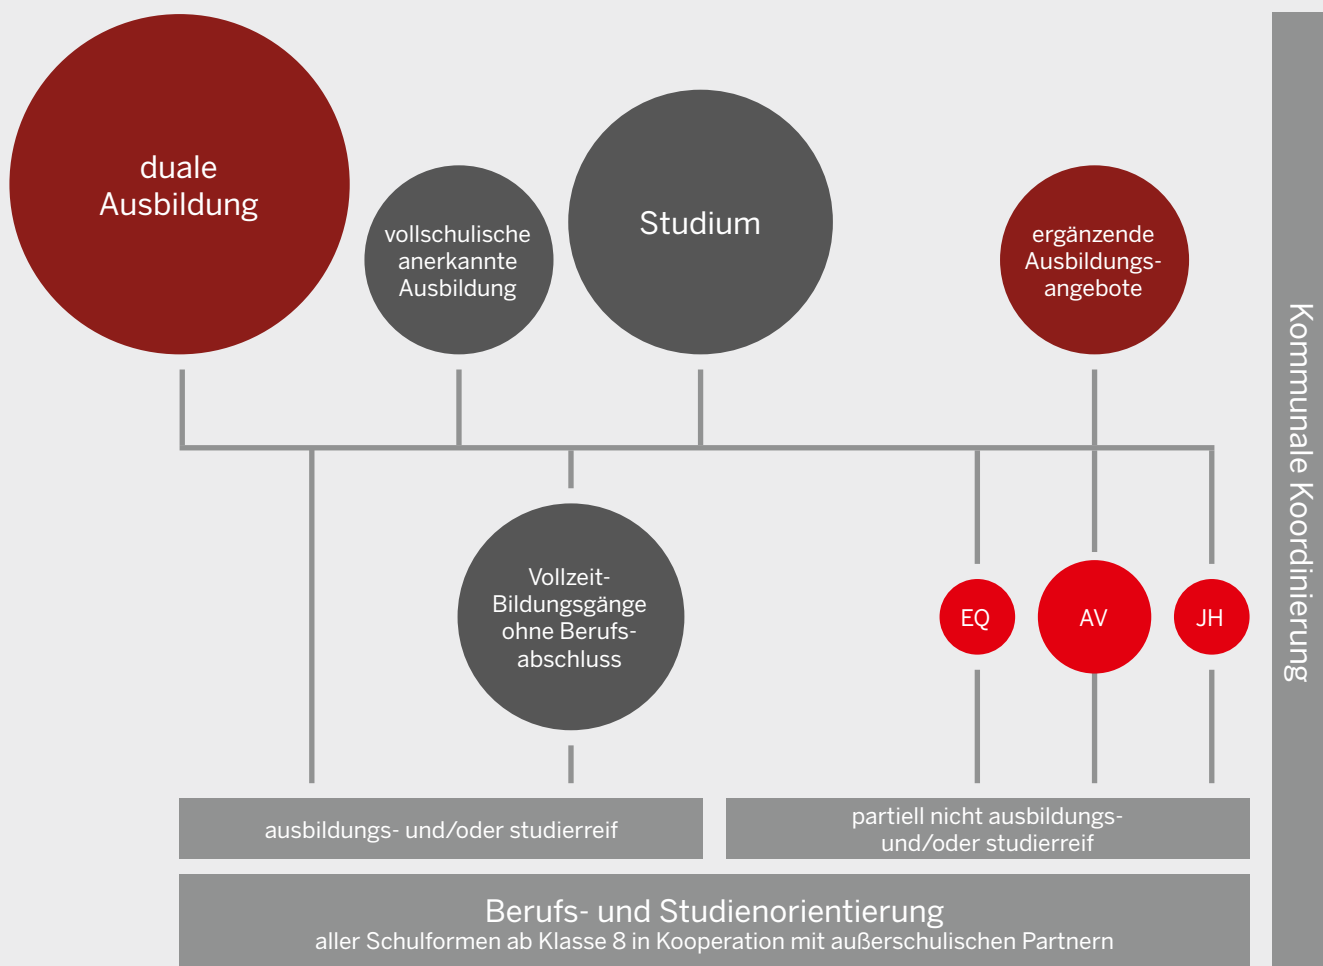 duale
Ausbildung
vollschulische
anerkannte
Ausbildung
Studium
ergänzende
Ausbildungs-
angebote
Vollzeit-
Bildungsgänge
ohne Berufs-
abschluss
EQ
AV
JH
ausbildungs- und/oder studierreif
partiell nicht ausbildungs-
und/oder studierreif
Berufs- und Studienorientierung
aller Schulformen ab Klasse 8 in Kooperation mit außerschulischen Partnern
Kommunale Koordinierung